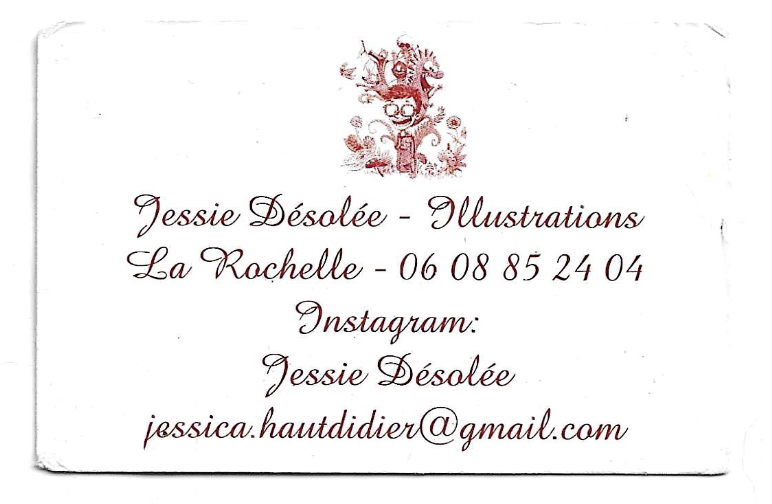 Jessie Désolée - Illustrations
La Rochelle - 06 08 85 24 04
Instagram:
Jessie Désolée
jessica.hautdidier@gmail.com